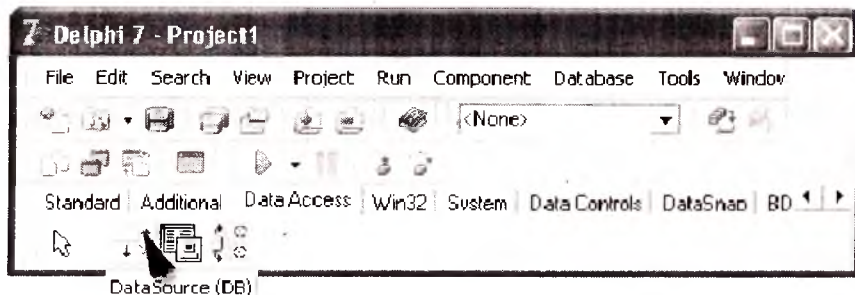 Delphi 7 - Project1
File Edit Search View Project Run Component Database Tools Window
<None>
Standard Additional Data Access Win32 System Data Controls DataSnap BD
DataSource (DB)